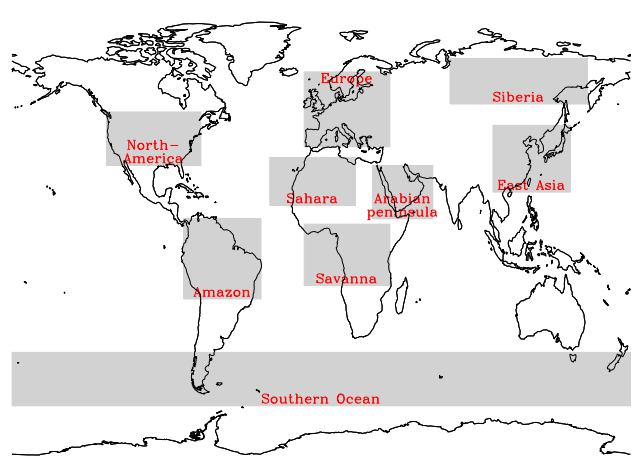 Europe
Siberia
North-
America
East Asia
Sahara
Arabian
peninsula
Savanna
Amazon
Southern Ocean